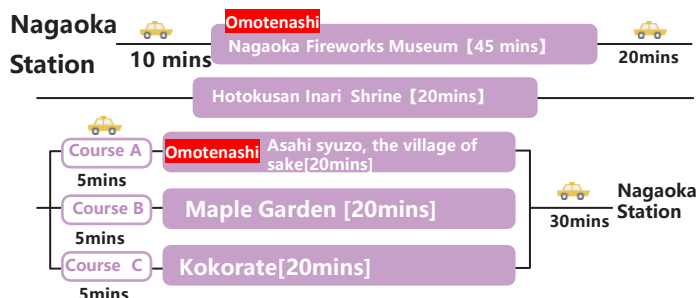 Nagaoka
Station
10 mins
Omotenashi
Nagaoka Fireworks Museum【45 mins】
20mins
Hotokusan Inari Shrine【20mins】
Course A
5mins
Omotenashi
Asahi syuzo, the village of
sake[20mins]
Course B
5mins
Maple Garden [20mins]
Course C
5mins
Kokorate[20mins]
30mins
Nagaoka
Station